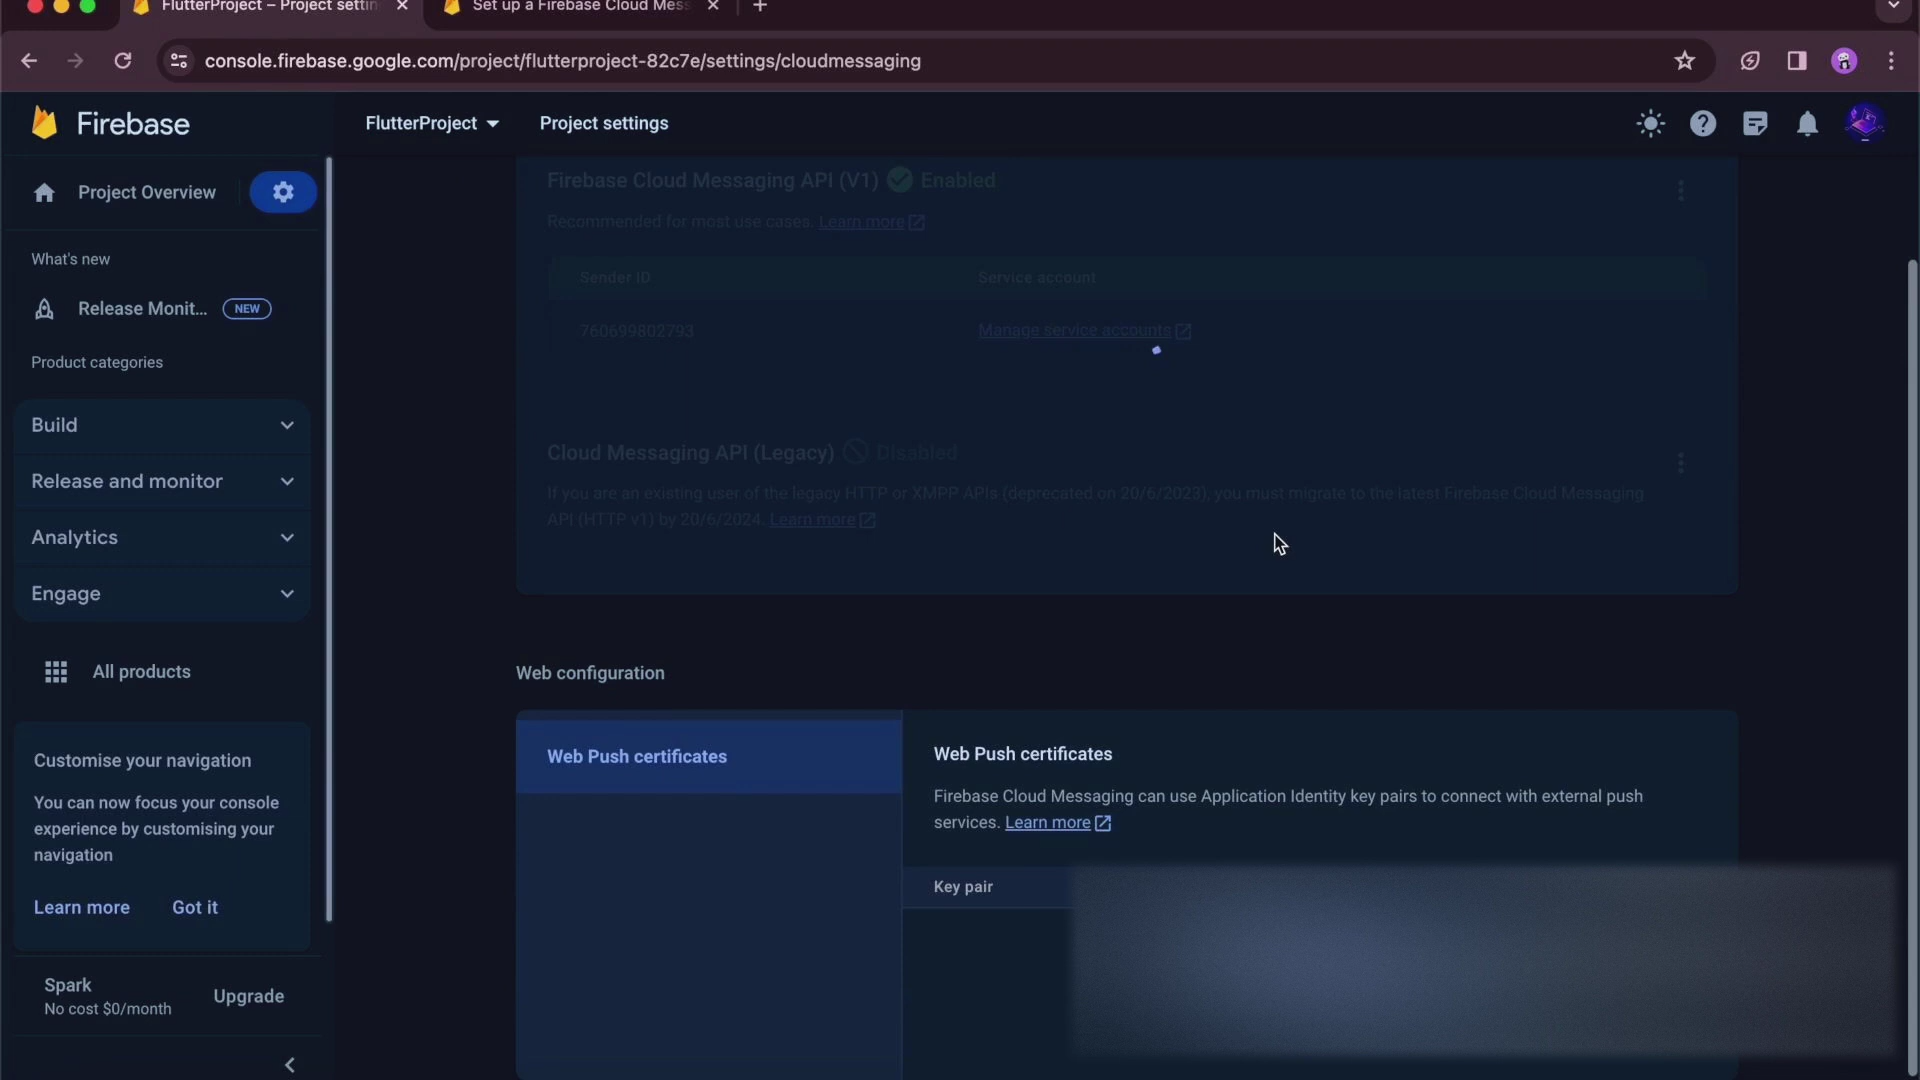 FlutterProject – Project settin
Set up a Firebase Cloud Mess
console.firebase.google.com/project/flutterproject-82c7e/settings/cloudmessaging
Firebase
FlutterProject
Project settings
Project Overview
What's new
Release Monit...
NEW
Product categories
Build
Release and monitor
Analytics
Engage
All products
Customise your navigation
You can now focus your console
experience by customising your
navigation
Learn more
Got it
Spark
No cost $0/month
Upgrade
Firebase Cloud Messaging API (V1) Enabled
Recommended for most use cases. Learn more
Sender ID
Service account
760699802793
Manage service accounts
Cloud Messaging API (Legacy) Disabled
If you are an existing user of the legacy HTTP or XMPP APIs (deprecated on 20/6/2023), you must migrate to the latest Firebase Cloud Messaging
API (HTTP v1) by 20/6/2024. Learn more
Web configuration
Web Push certificates
Web Push certificates
Firebase Cloud Messaging can use Application Identity key pairs to connect with external push
services. Learn more
Key pair